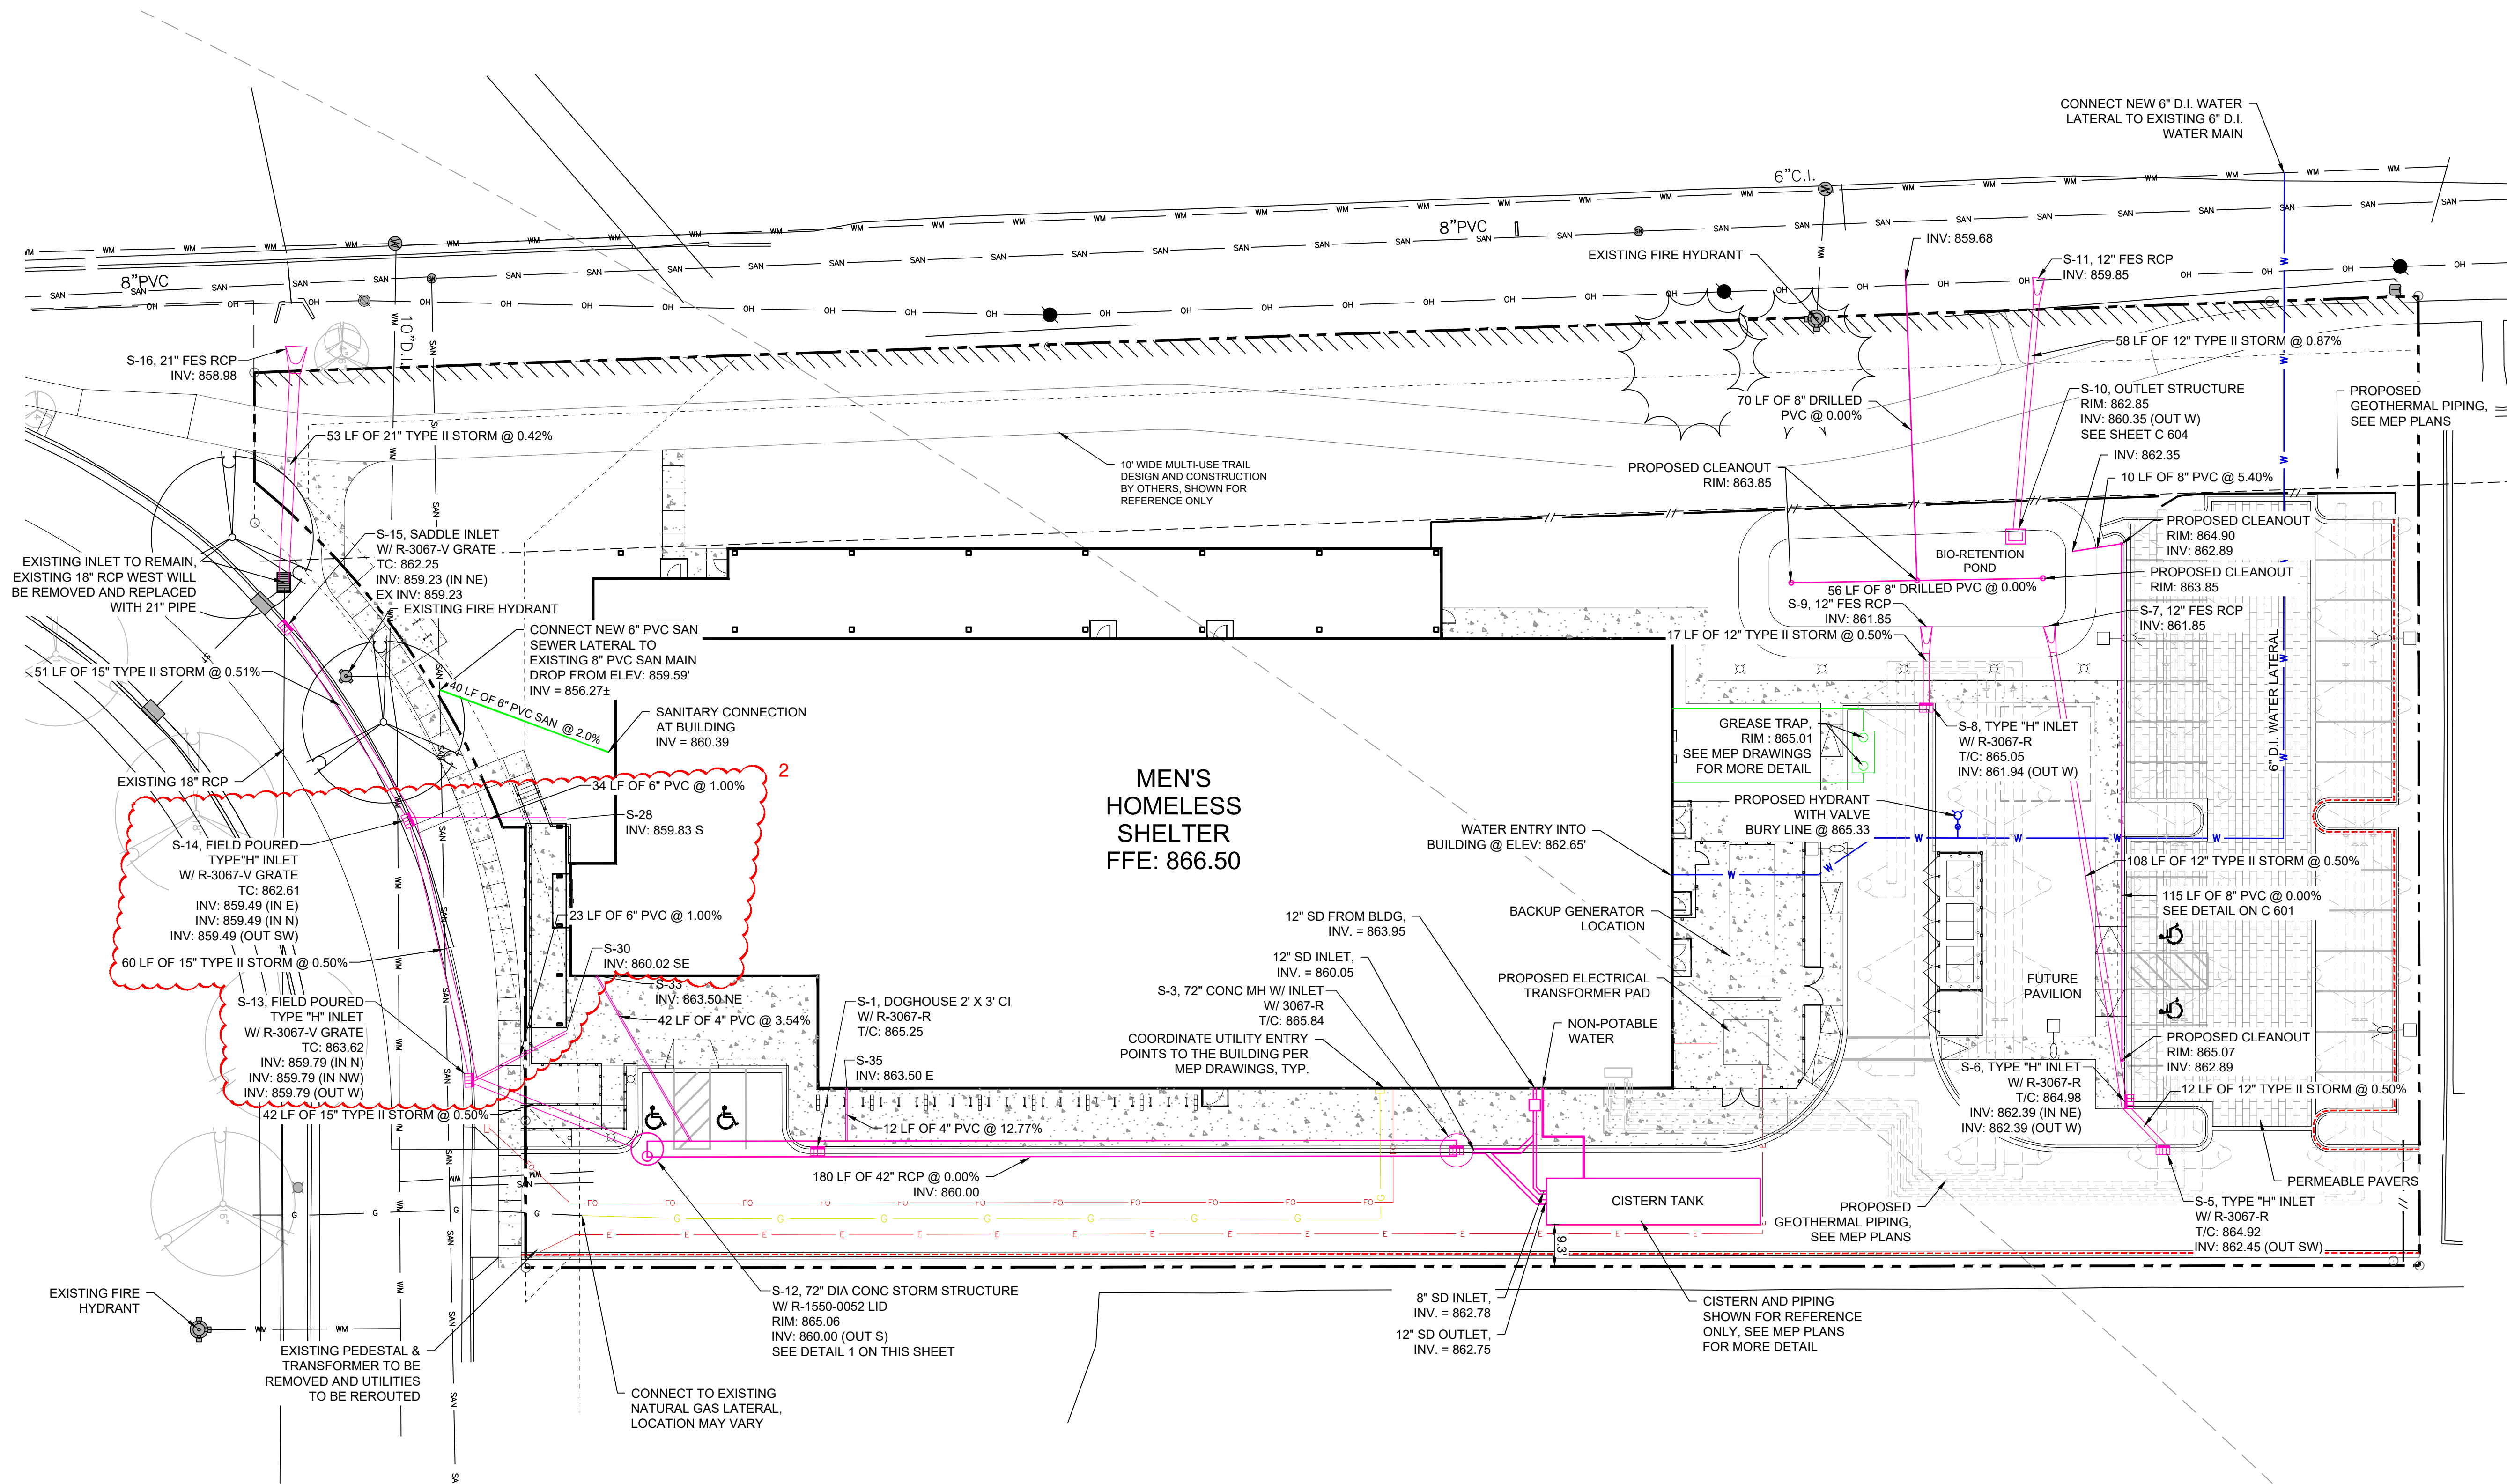 CONNECT NEW 6" D.I. WATER
LATERAL TO EXISTING 6" D.I.
WATER MAIN
6"C.I.
8"PVC
8"PVC
10"D.I.
EXISTING FIRE HYDRANT
INV: 859.68
S-11, 12" FES RCP
INV: 859.85
58 LF OF 12" TYPE II STORM @ 0.87%
S-16, 21" FES RCP
INV: 858.98
53 LF OF 21" TYPE II STORM @ 0.42%
70 LF OF 8" DRILLED
PVC @ 0.00%
S-10, OUTLET STRUCTURE
RIM: 862.85
INV: 860.35 (OUT W)
SEE SHEET C 604
PROPOSED
GEOTHERMAL PIPING,
SEE MEP PLANS
INV: 862.35
10 LF OF 8" PVC @ 5.40%
10' WIDE MULTI-USE TRAIL
DESIGN AND CONSTRUCTION
BY OTHERS, SHOWN FOR
REFERENCE ONLY
PROPOSED CLEANOUT
RIM: 863.85
PROPOSED CLEANOUT
RIM: 864.90
INV: 862.89
BIO-RETENTION
POND
PROPOSED CLEANOUT
RIM: 863.85
56 LF OF 8" DRILLED PVC @ 0.00%
S-9, 12" FES RCP
INV: 861.85
S-7, 12" FES RCP
INV: 861.85
17 LF OF 12" TYPE II STORM @ 0.50%
S-15, SADDLE INLET
W/ R-3067-V GRATE
TC: 862.25
INV: 859.23 (IN NE)
EX INV: 859.23
EXISTING INLET TO REMAIN,
EXISTING 18" RCP WEST WILL
BE REMOVED AND REPLACED
WITH 21" PIPE
EXISTING FIRE HYDRANT
CONNECT NEW 6" PVC SAN
SEWER LATERAL TO
EXISTING 8" PVC SAN MAIN
DROP FROM ELEV: 859.59'
INV = 856.27±
51 LF OF 15" TYPE II STORM @ 0.51%
40 LF OF 6" PVC SAN @ 2.0%
SANITARY CONNECTION
AT BUILDING
INV = 860.39
6" D.I. WATER LATERAL
GREASE TRAP,
RIM : 865.01
SEE MEP DRAWINGS
FOR MORE DETAIL
S-8, TYPE "H" INLET
W/ R-3067-R
T/C: 865.05
INV: 861.94 (OUT W)
EXISTING 18" RCP
2
34 LF OF 6" PVC @ 1.00%
S-28
INV: 859.83 S
MEN'S
HOMELESS
SHELTER
FFE: 866.50
PROPOSED HYDRANT
WITH VALVE
BURY LINE @ 865.33
WATER ENTRY INTO
BUILDING @ ELEV: 862.65'
S-14, FIELD POURED
TYPE"H" INLET
W/ R-3067-V GRATE
TC: 862.61
INV: 859.49 (IN E)
INV: 859.49 (IN N)
INV: 859.49 (OUT SW)
108 LF OF 12" TYPE II STORM @ 0.50%
115 LF OF 8" PVC @ 0.00%
SEE DETAIL ON C 601
23 LF OF 6" PVC @ 1.00%
12" SD FROM BLDG,
INV. = 863.95
BACKUP GENERATOR
LOCATION
S-30
INV: 860.02 SE
60 LF OF 15" TYPE II STORM @ 0.50%
12" SD INLET,
INV. = 860.05
PROPOSED ELECTRICAL
TRANSFORMER PAD
FUTURE
PAVILION
S-33
INV: 863.50 NE
S-13, FIELD POURED
TYPE "H" INLET
W/ R-3067-V GRATE
TC: 863.62
INV: 859.79 (IN N)
INV: 859.79 (IN NW)
INV: 859.79 (OUT W)
S-1, DOGHOUSE 2' X 3' CI
W/ R-3067-R
T/C: 865.25
S-3, 72" CONC MH W/ INLET
W/ 3067-R
T/C: 865.84
42 LF OF 4" PVC @ 3.54%
COORDINATE UTILITY ENTRY
POINTS TO THE BUILDING PER
MEP DRAWINGS, TYP.
NON-POTABLE
WATER
S-35
INV: 863.50 E
PROPOSED CLEANOUT
RIM: 865.07
INV: 862.89
S-6, TYPE "H" INLET
W/ R-3067-R
T/C: 864.98
INV: 862.39 (IN NE)
INV: 862.39 (OUT W)
12 LF OF 12" TYPE II STORM @ 0.50%
42 LF OF 15" TYPE II STORM @ 0.50%
12 LF OF 4" PVC @ 12.77%
180 LF OF 42" RCP @ 0.00%
INV: 860.00
CISTERN TANK
9.3'
PERMEABLE PAVERS
PROPOSED
GEOTHERMAL PIPING,
SEE MEP PLANS
S-5, TYPE "H" INLET
W/ R-3067-R
T/C: 864.92
INV: 862.45 (OUT SW)
EXISTING FIRE
HYDRANT
S-12, 72" DIA CONC STORM STRUCTURE
W/ R-1550-0052 LID
RIM: 865.06
INV: 860.00 (OUT S)
SEE DETAIL 1 ON THIS SHEET
8" SD INLET,
INV. = 862.78
12" SD OUTLET,
INV. = 862.75
CISTERN AND PIPING
SHOWN FOR REFERENCE
ONLY, SEE MEP PLANS
FOR MORE DETAIL
EXISTING PEDESTAL &
TRANSFORMER TO BE
REMOVED AND UTILITIES
TO BE REROUTED
CONNECT TO EXISTING
NATURAL GAS LATERAL,
LOCATION MAY VARY